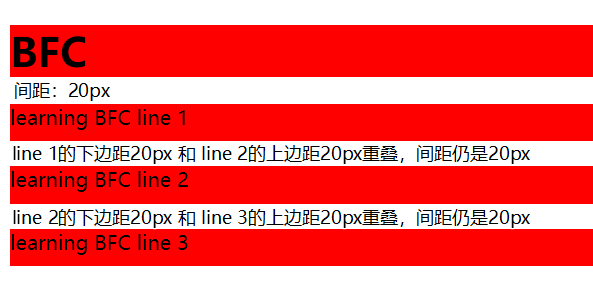 BFC
间距：20px
learning BFC line 1
line 1的下边距20px 和 line 2的上边距20px重叠，间距仍是20px
learning BFC line 2
line 2的下边距20px 和 line 3的上边距20px重叠，间距仍是20px
learning BFC line 3